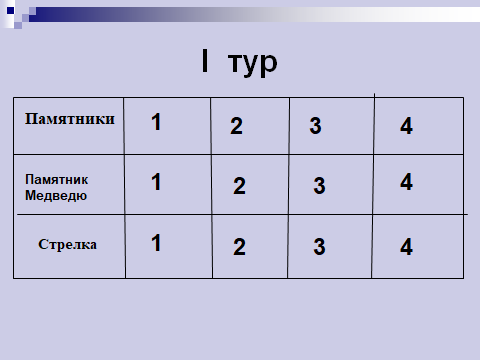 I тур
Памятники 1 2 3 4
Памятник
Медведю 1 2 3 4
Стрелка 1 2 3 4